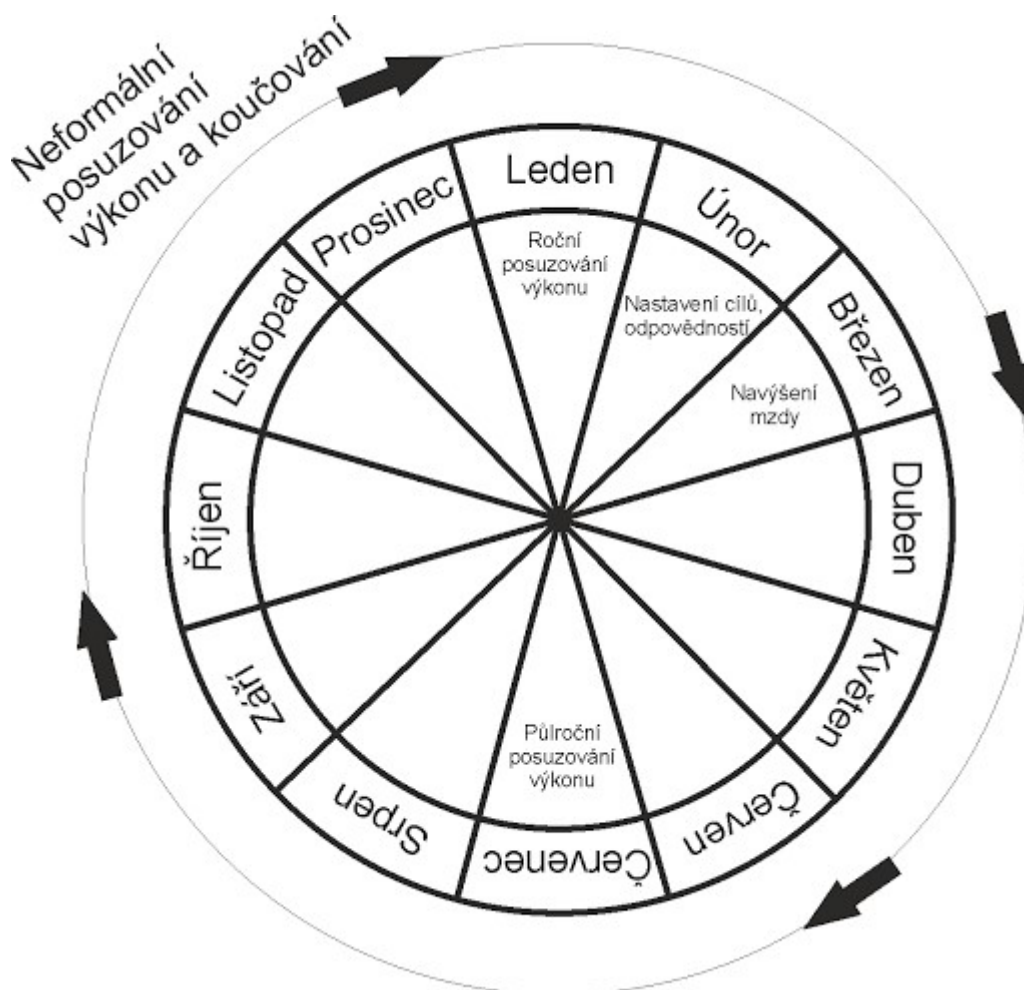 Neformální
posuzování
výkonu a koučování
Leden
Únor
Březen
Duben
Květen
Červen
Červenec
Srpen
Září
Říjen
Listopad
Prosinec
Roční
posuzování
výkonu
Nastavení cílů,
odpovědností
Navýšení
mzdy
Půlroční
posuzování
výkonu